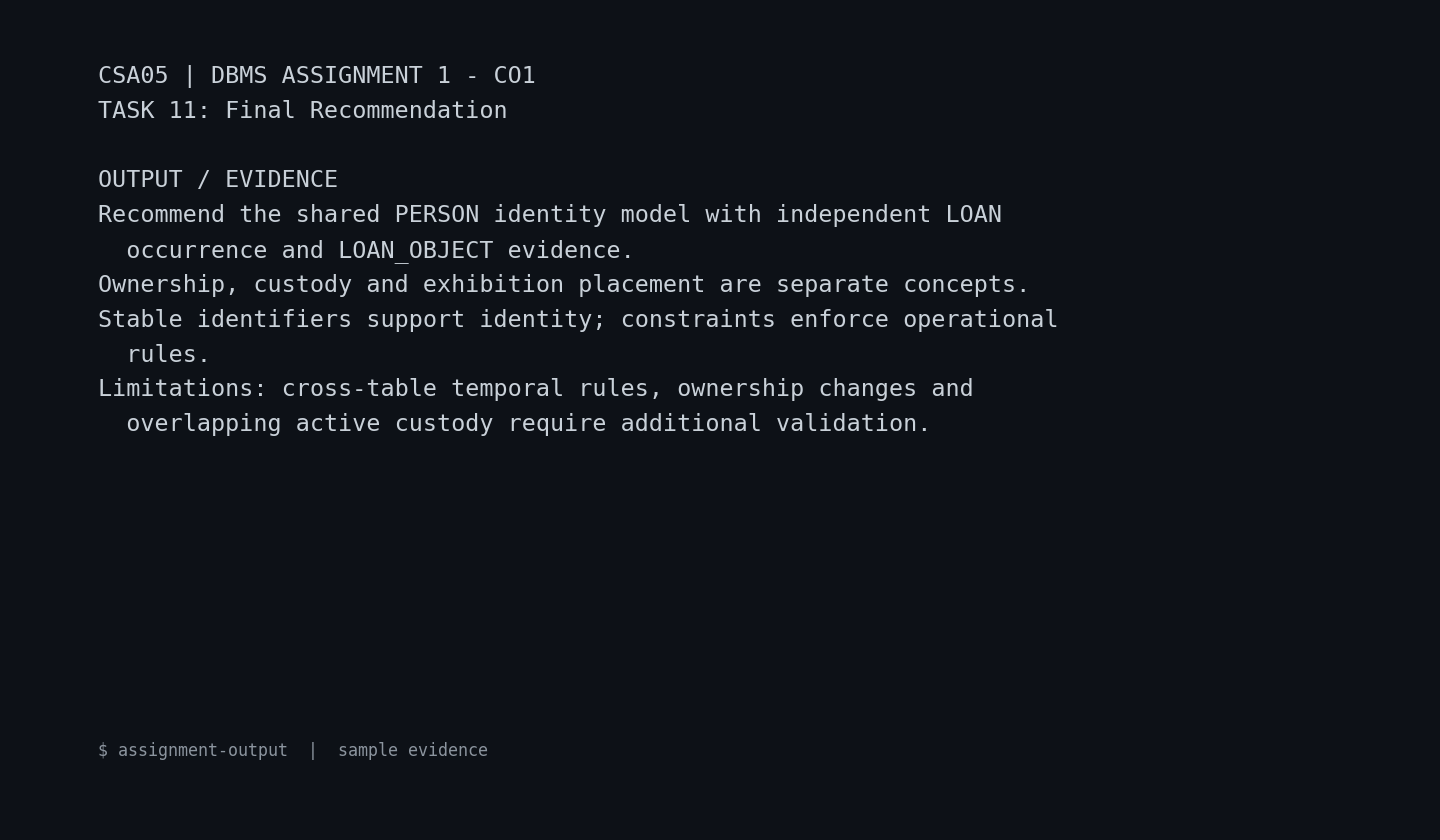 CSA05 | DBMS ASSIGNMENT 1 - CO1
TASK 11: Final Recommendation
OUTPUT / EVIDENCE
Recommend the shared PERSON identity model with independent LOAN
occurrence and LOAN_OBJECT evidence.
Ownership, custody and exhibition placement are separate concepts.
Stable identifiers support identity; constraints enforce operational
rules.
Limitations: cross-table temporal rules, ownership changes and
overlapping active custody require additional validation.
$ assignment-output | sample evidence